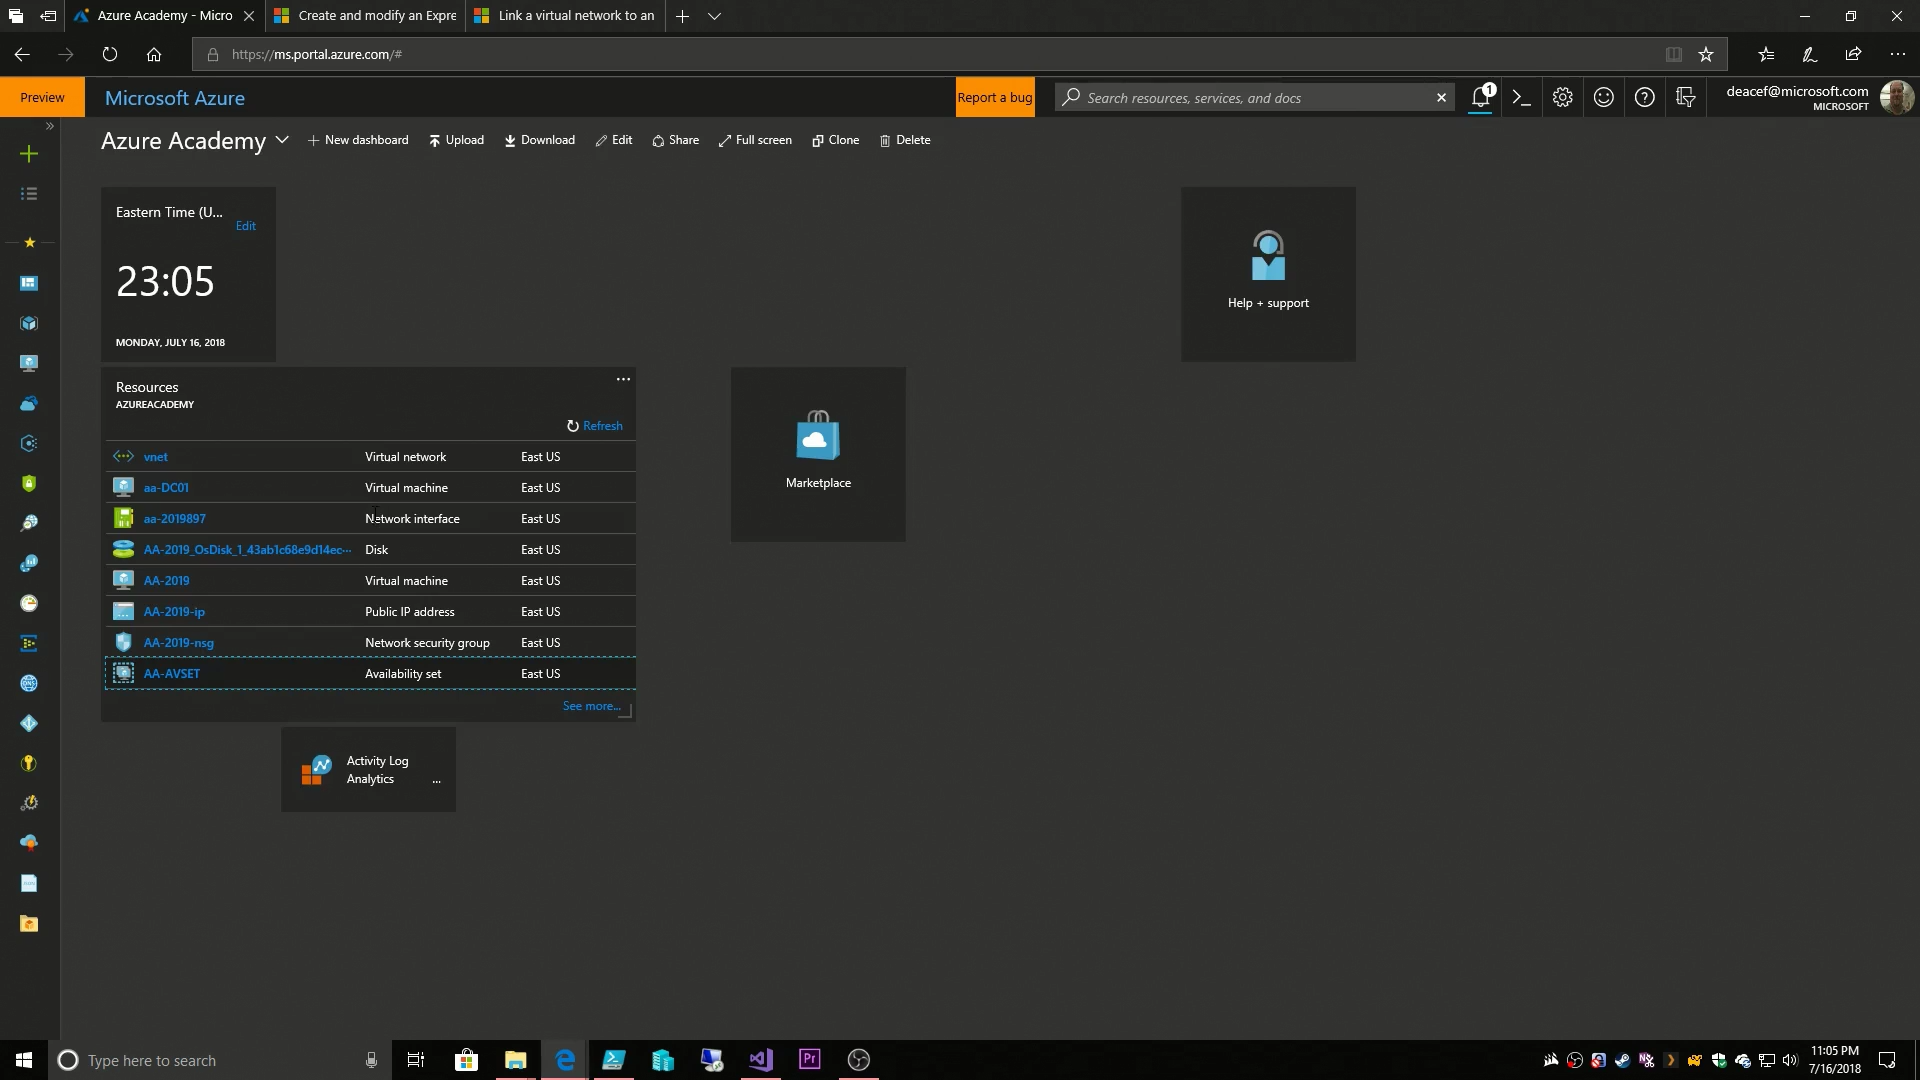 Azure Academy - Micro
Create and modify an Expre
Link a virtual network to an
https://ms.portal.azure.com/#
Preview
Microsoft Azure
Report a bug
Search resources, services, and docs
1
deacef@microsoft.com
MICROSOFT
Azure Academy
New dashboard
Upload
Download
Edit
Share
Full screen
Clone
Delete
Eastern Time (U...
Edit
23:05
MONDAY, JULY 16, 2018
Help + support
Resources
AZUREACADEMY
...
Refresh
vnet Virtual network East US
aa-DC01 Virtual machine East US
aa-2019897 Network interface East US
AA-2019_OsDisk_1_43ab1c68e9d14ec... Disk East US
AA-2019 Virtual machine East US
AA-2019-ip Public IP address East US
AA-2019-nsg Network security group East US
AA-AVSET Availability set East US
See more...
Marketplace
Activity Log
Analytics ...
Type here to search
Pr
11:05 PM
7/16/2018